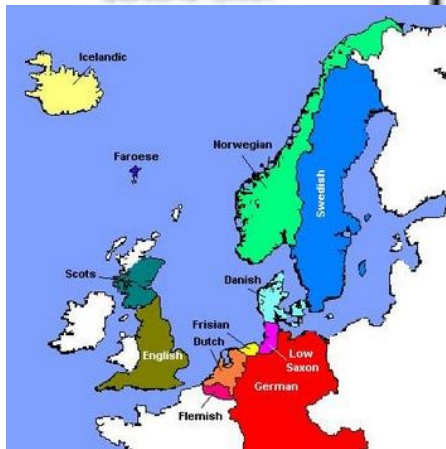 Icelandic
Faroese
Norwegian
Swedish
Scots
Danish
Frisian
Dutch
English
Low
Saxon
German
Flemish